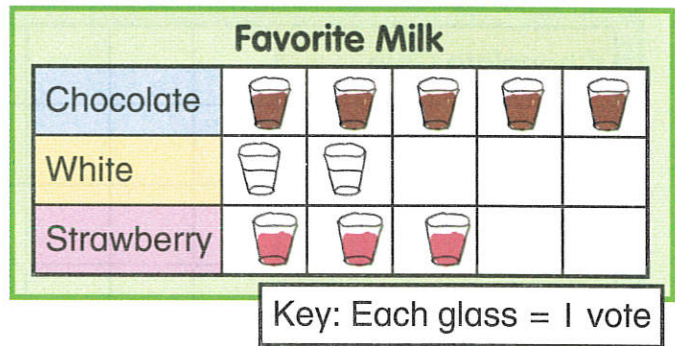 Favorite Milk
Chocolate
White
Strawberry
Key: Each glass = 1 vote